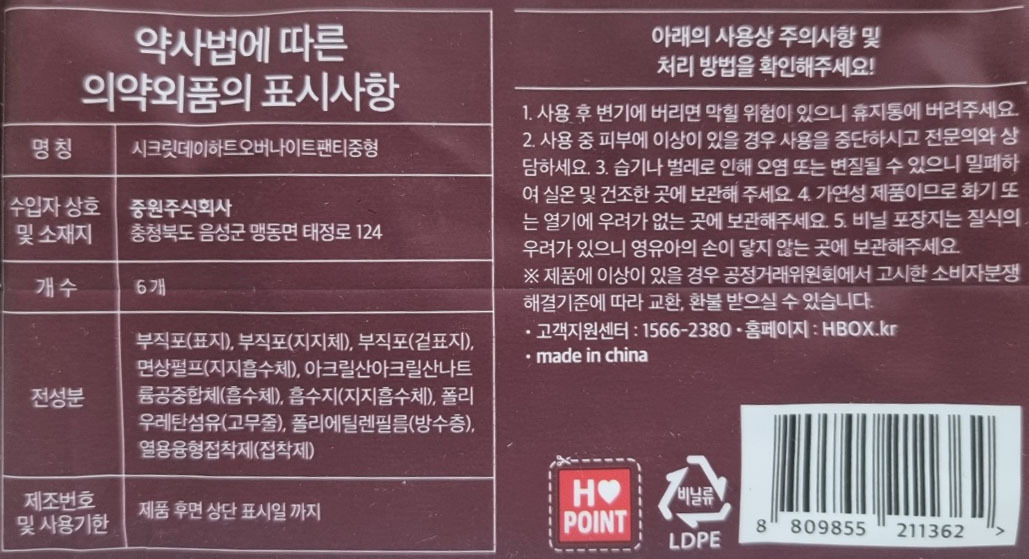 약사법에 따른
의약외품의 표시사항
명 칭
시크릿데이하트오버나이트팬티중형
수입자 상호
및 소재지
중원주식회사
충청북도 음성군 맹동면 태정로 124
개 수
6 개
전성분
부직포(표지), 부직포(지지체), 부직포(겉표지),
면상펄프(지지흡수체), 아크릴산아크릴산나트
륨공중합체(흡수체), 흡수지(지지흡수체), 폴리
우레탄섬유(고무줄), 폴리에틸렌필름(방수층),
열용융형접착제(접착제)
제조번호
및 사용기한
제품 후면 상단 표시일 까지
아래의 사용상 주의사항 및
처리 방법을 확인해주세요!
1. 사용 후 변기에 버리면 막힐 위험이 있으니 휴지통에 버려주세요.
2. 사용 중 피부에 이상이 있을 경우 사용을 중단하시고 전문의와 상
담하세요. 3. 습기나 벌레로 인해 오염 또는 변질될 수 있으니 밀폐하
여 실온 및 건조한 곳에 보관해 주세요. 4. 가연성 제품이므로 화기 또
는 열기에 우려가 없는 곳에 보관해주세요. 5. 비닐 포장지는 질식의
우려가 있으니 영유아의 손이 닿지 않는 곳에 보관해주세요.
※ 제품에 이상이 있을 경우 공정거래위원회에서 고시한 소비자분쟁
해결기준에 따라 교환, 환불 받으실 수 있습니다.
• 고객지원센터 : 1566-2380 • 홈페이지 : HBOX.kr
• made in china
H♥
POINT
비닐류
LDPE
8 809855 211362 >